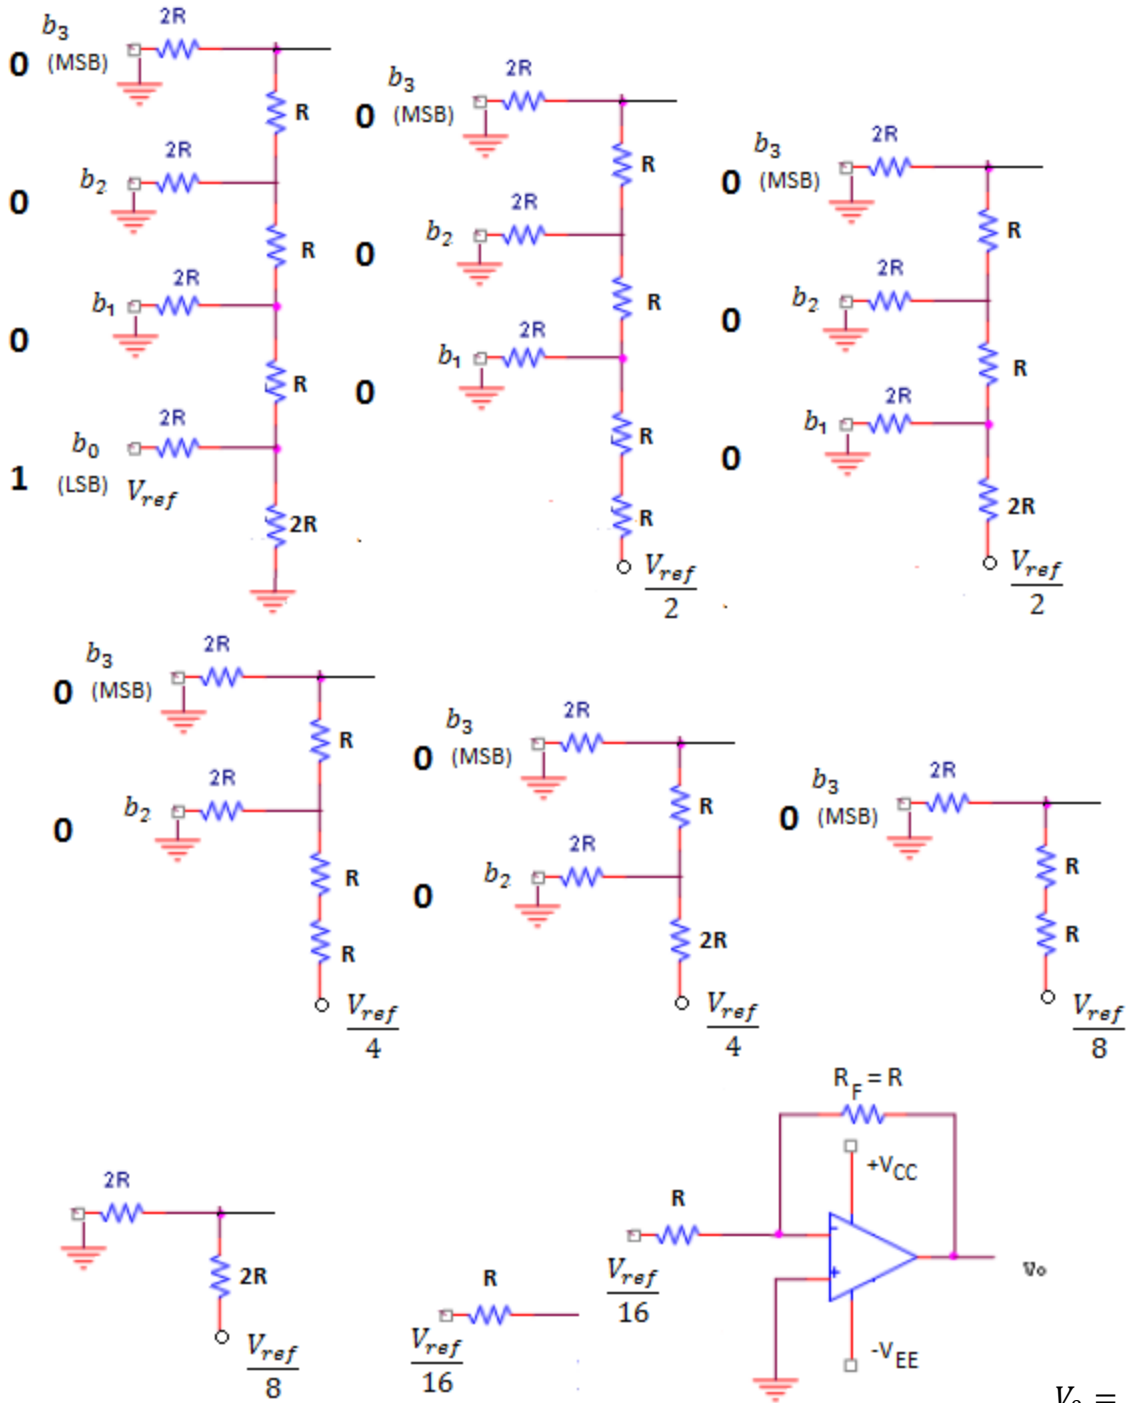 2R
b₃
0 (MSB)
R
2R
b₂
0
R
2R
b₁
0
R
2R
b₀
1 (LSB) Vref
2R
2R
b₃
0 (MSB)
R
2R
b₂
0
R
2R
b₁
0
R
R
Vref
2
2R
b₃
0 (MSB)
R
2R
b₂
0
R
2R
b₁
0
2R
Vref
2
2R
b₃
0 (MSB)
R
2R
b₂
0
R
R
Vref
4
2R
b₃
0 (MSB)
R
2R
b₂
0
2R
Vref
4
2R
b₃
0 (MSB)
R
R
Vref
8
2R
2R
Vref
8
R
Vref
16
RF = R
+VCC
R
-
+
Vref
16
Vo
-VEE